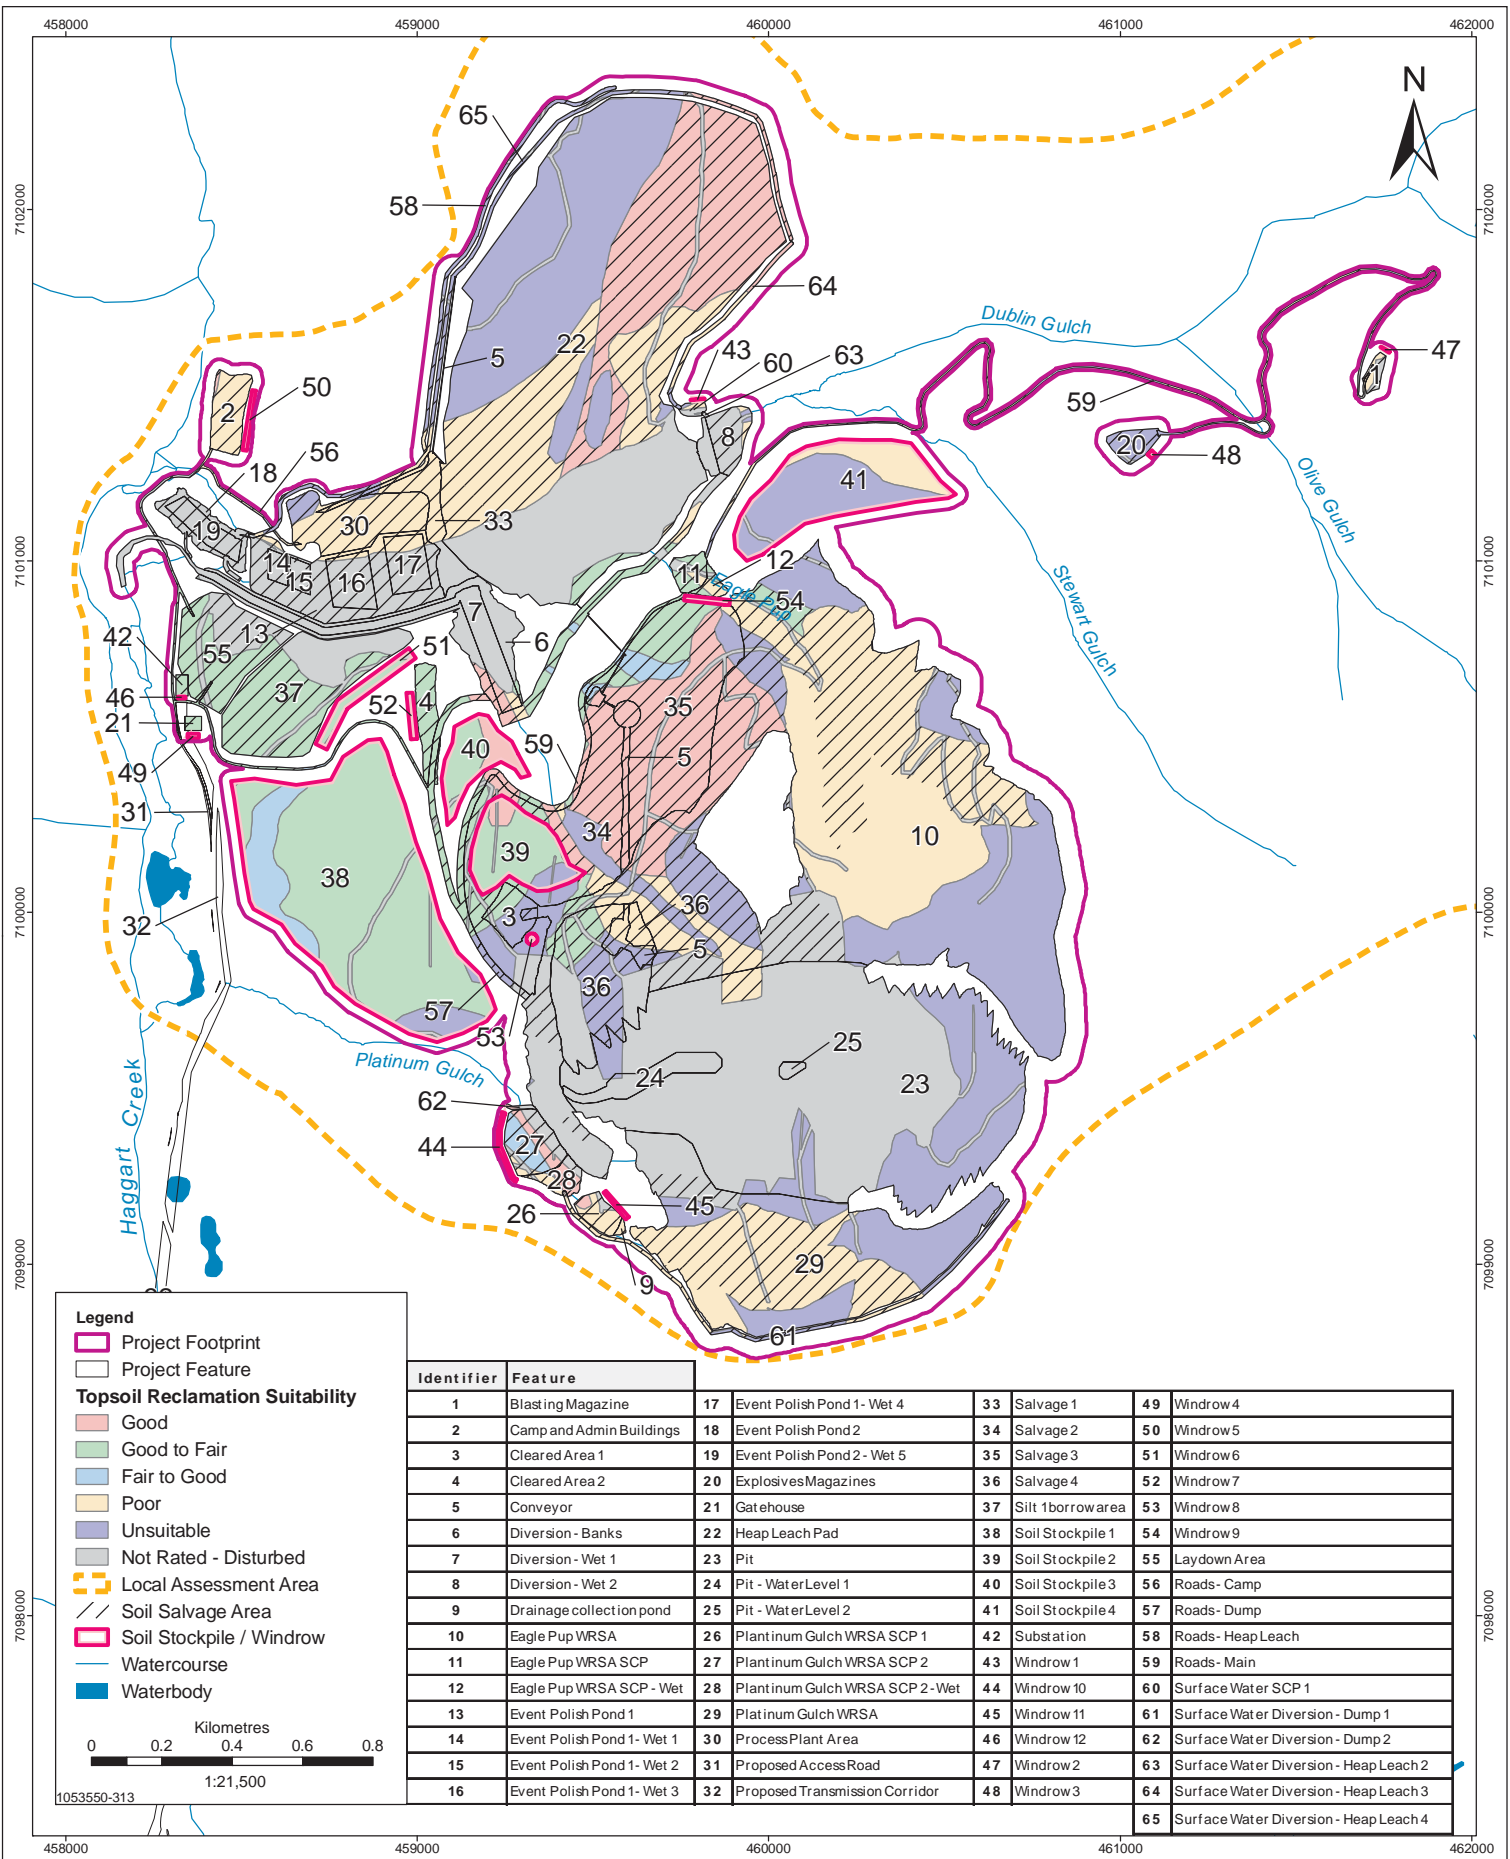 458000 459000 460000 461000 462000
N
65
58
7102000 7102000
64
Dublin Gulch
22
5
43
60
63
47
1
59
50
2
8
20
48
56
18
41
Olive Gulch
30
33
19
7101000 7101000
14
15
16
17
12
11
Eagle Pup
54
Stewart Gulch
7
13
6
42
55
51
37
46
52
4
35
21
40
59
5
49
31
34
10
39
38
36
3
7100000 7100000
32
5
36
57
53
25
Platinum Gulch
24
23
62
Haggart Creek
44
27
28
45
26
29
7099000 7099000
9
61
Legend
Project Footprint
Project Feature
Topsoil Reclamation Suitability
Good
Good to Fair
Fair to Good
Poor
Unsuitable
Not Rated - Disturbed
Local Assessment Area
Soil Salvage Area
Soil Stockpile / Windrow
Watercourse
Waterbody
Kilometres
0 0.2 0.4 0.6 0.8
1:21,500
1053550-313
7098000 7098000
Identifier Feature
1 Blasting Magazine 17 Event Polish Pond 1- Wet 4 33 Salvage 1 49 Windrow 4
2 Camp and Admin Buildings 18 Event Polish Pond 2 34 Salvage 2 50 Windrow 5
3 Cleared Area 1 19 Event Polish Pond 2 - Wet 5 35 Salvage 3 51 Windrow 6
4 Cleared Area 2 20 Explosives Magazines 36 Salvage 4 52 Windrow 7
5 Conveyor 21 Gatehouse 37 Silt 1 borrow area 53 Windrow 8
6 Diversion - Banks 22 Heap Leach Pad 38 Soil Stockpile 1 54 Windrow 9
7 Diversion - Wet 1 23 Pit 39 Soil Stockpile 2 55 Laydown Area
8 Diversion - Wet 2 24 Pit - Water Level 1 40 Soil Stockpile 3 56 Roads - Camp
9 Drainage collection pond 25 Pit - Water Level 2 41 Soil Stockpile 4 57 Roads - Dump
10 Eagle Pup WRSA 26 Plantinum Gulch WRSA SCP 1 42 Substation 58 Roads - Heap Leach
11 Eagle Pup WRSA SCP 27 Plantinum Gulch WRSA SCP 2 43 Windrow 1 59 Roads - Main
12 Eagle Pup WRSA SCP - Wet 28 Plantinum Gulch WRSA SCP 2 - Wet 44 Windrow 10 60 Surface Water SCP 1
13 Event Polish Pond 1 29 Platinum Gulch WRSA 45 Windrow 11 61 Surface Water Diversion - Dump 1
14 Event Polish Pond 1- Wet 1 30 Process Plant Area 46 Windrow 12 62 Surface Water Diversion - Dump 2
15 Event Polish Pond 1- Wet 2 31 Proposed Access Road 47 Windrow 2 63 Surface Water Diversion - Heap Leach 2
16 Event Polish Pond 1- Wet 3 32 Proposed Transmission Corridor 48 Windrow 3 64 Surface Water Diversion - Heap Leach 3
65 Surface Water Diversion - Heap Leach 4
458000 459000 460000 461000 462000